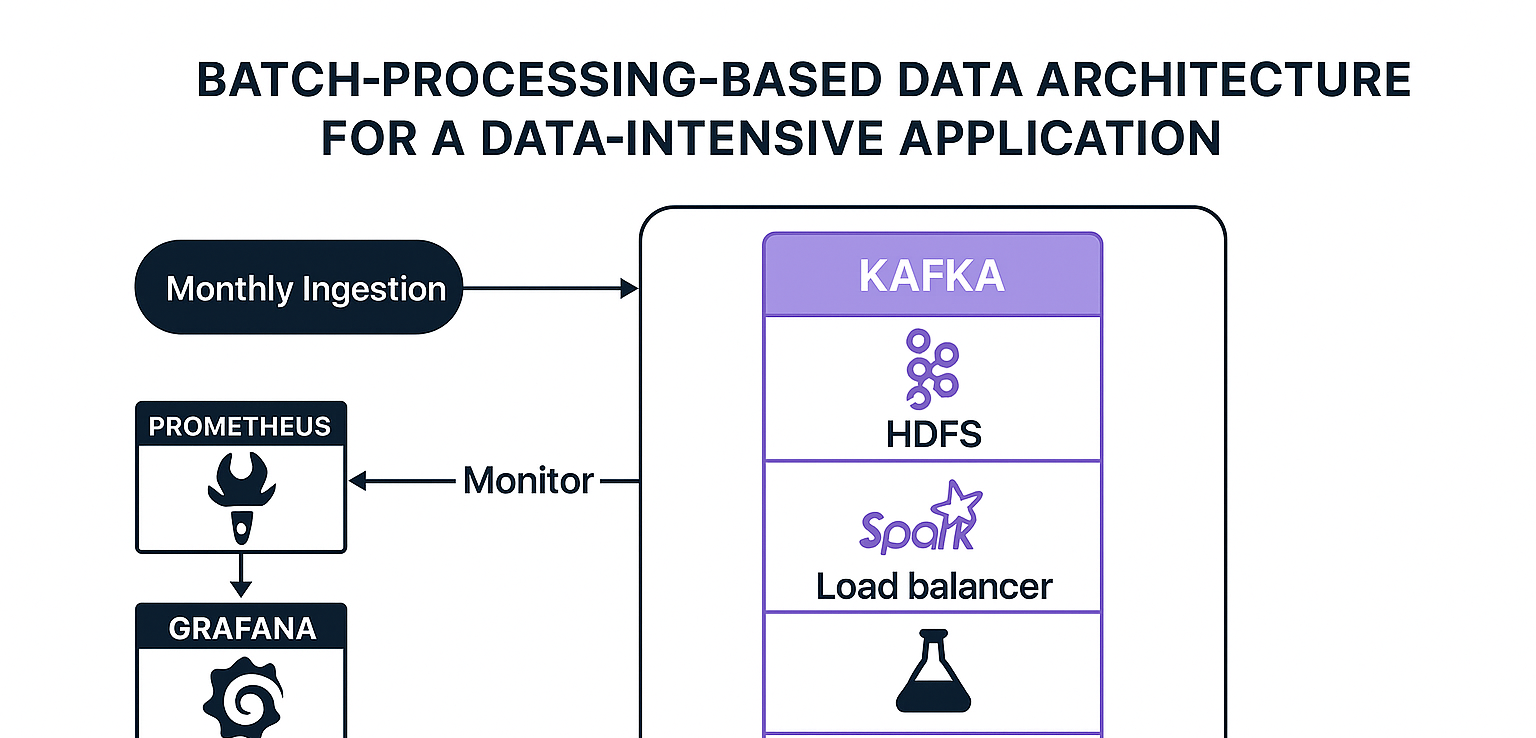 BATCH-PROCESSING-BASED DATA ARCHITECTURE
FOR A DATA-INTENSIVE APPLICATION
Monthly Ingestion
KAFKA
HDFS
PROMETHEUS
Monitor
Spark
Load balancer
GRAFANA